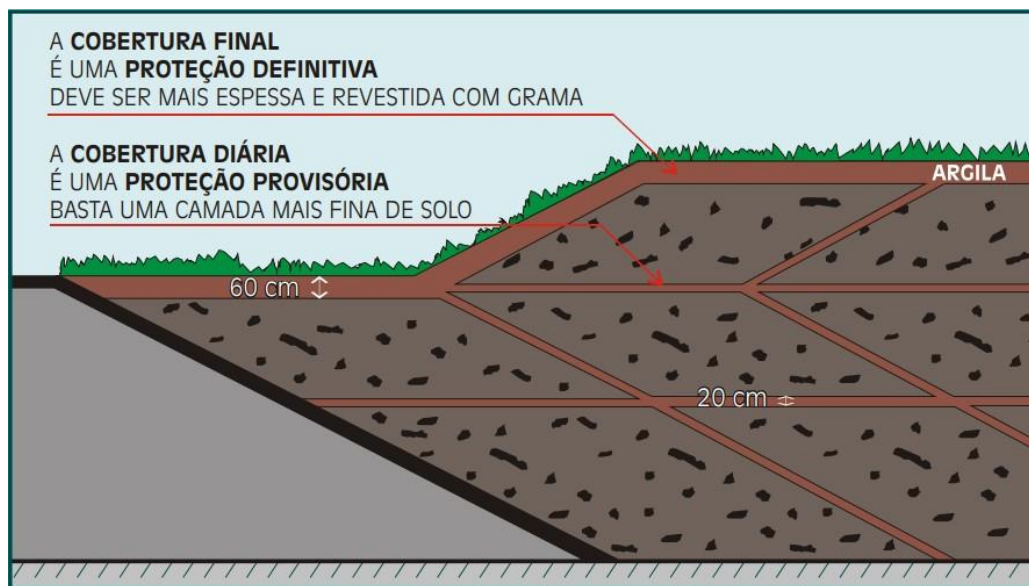 A COBERTURA FINAL
É UMA PROTEÇÃO DEFINITIVA
DEVE SER MAIS ESPESSA E REVESTIDA COM GRAMA
A COBERTURA DIÁRIA
É UMA PROTEÇÃO PROVISÓRIA
BASTA UMA CAMADA MAIS FINA DE SOLO
ARGILA
60 cm
20 cm